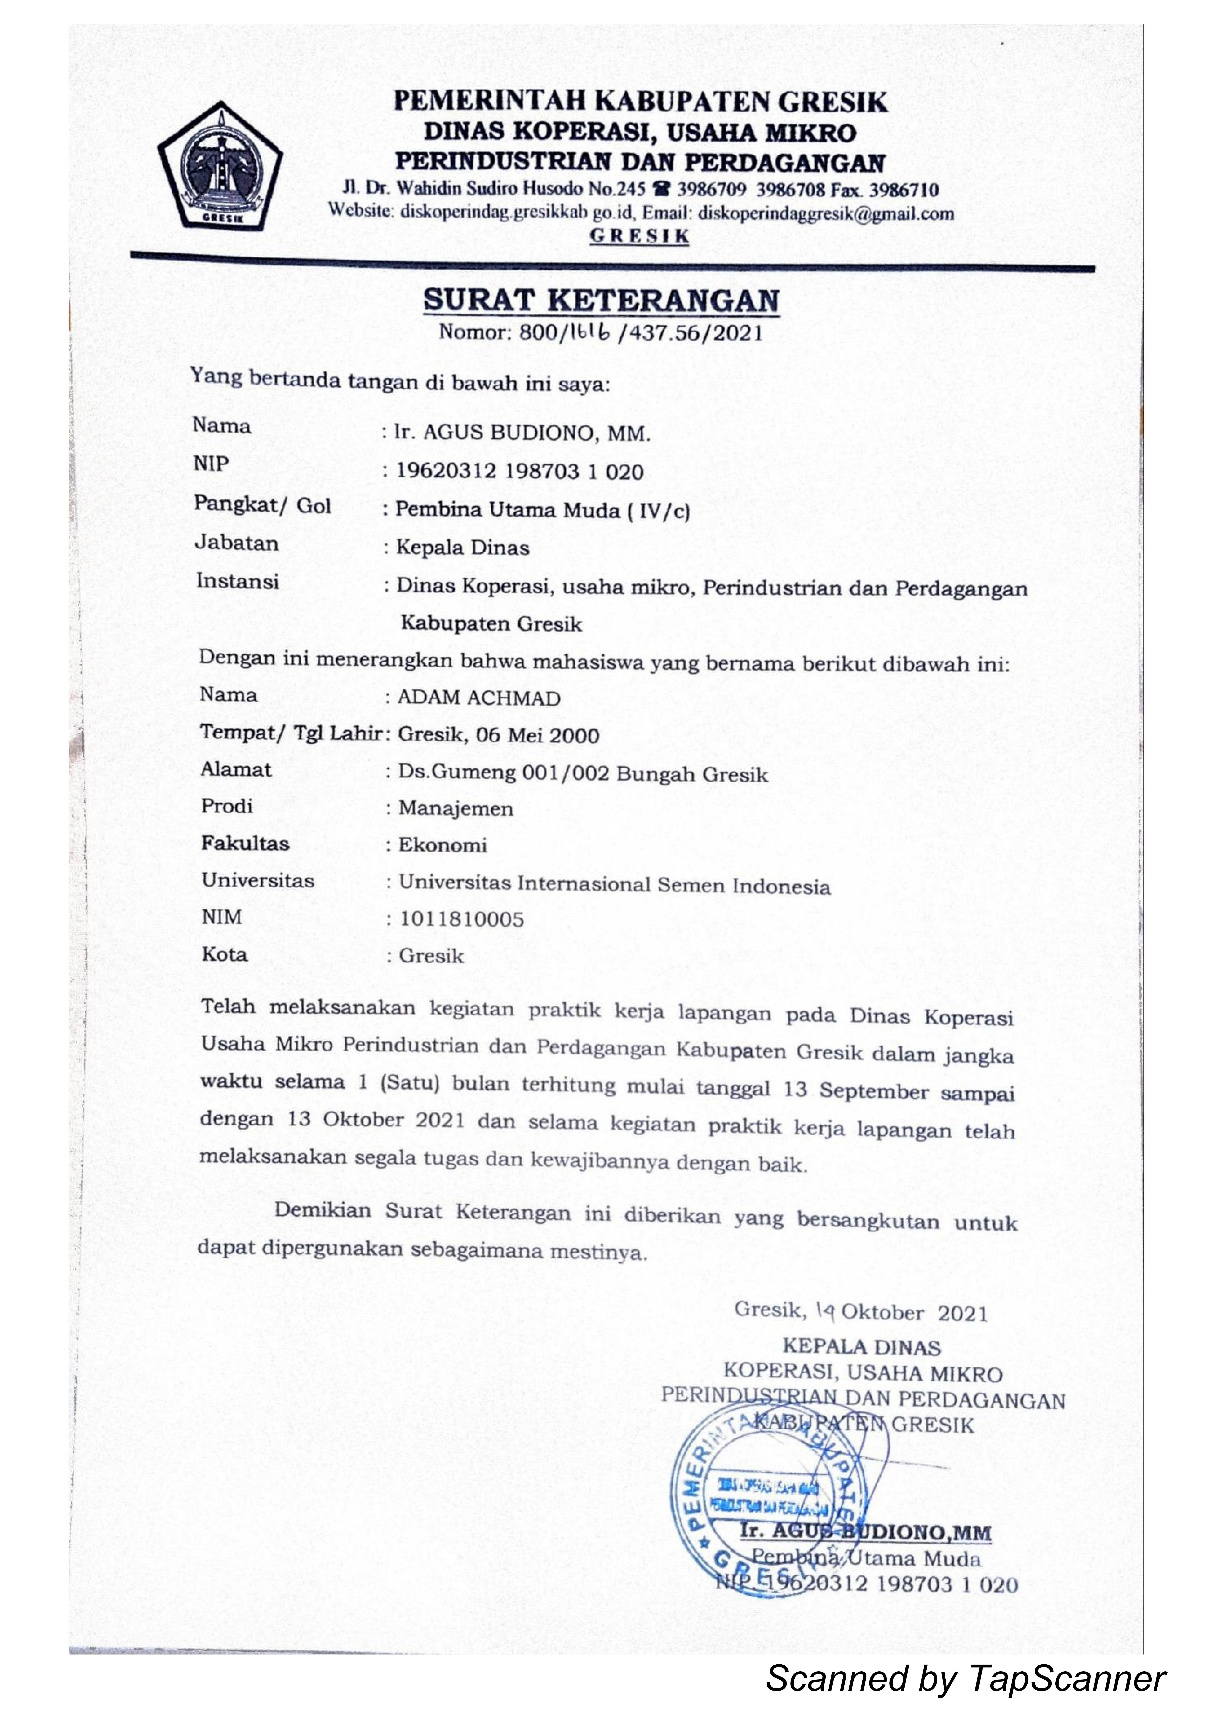 PEMERINTAH KABUPATEN GRESIK
DINAS KOPERASI, USAHA MIKRO
PERINDUSTRIAN DAN PERDAGANGAN
Jl. Dr. Wahidin Sudiro Husodo No.245 ☎ 3986709 3986708 Fax. 3986710
Website: diskoperindag.gresikkab go.id, Email: diskoperindaggresik@gmail.com
GRESIK
GRESIK
SURAT KETERANGAN
Nomor: 800/1616/437.56/2021
Yang bertanda tangan di bawah ini saya:
Nama : Ir. AGUS BUDIONO, MM.
NIP : 19620312 198703 1 020
Pangkat/ Gol : Pembina Utama Muda ( IV/c)
Jabatan : Kepala Dinas
Instansi : Dinas Koperasi, usaha mikro, Perindustrian dan Perdagangan
Kabupaten Gresik
Dengan ini menerangkan bahwa mahasiswa yang bernama berikut dibawah ini:
Nama : ADAM ACHMAD
Tempat/ Tgl Lahir: Gresik, 06 Mei 2000
Alamat : Ds.Gumeng 001/002 Bungah Gresik
Prodi : Manajemen
Fakultas : Ekonomi
Universitas : Universitas Internasional Semen Indonesia
NIM : 1011810005
Kota : Gresik
Telah melaksanakan kegiatan praktik kerja lapangan pada Dinas Koperasi
Usaha Mikro Perindustrian dan Perdagangan Kabupaten Gresik dalam jangka
waktu selama 1 (Satu) bulan terhitung mulai tanggal 13 September sampai
dengan 13 Oktober 2021 dan selama kegiatan praktik kerja lapangan telah
melaksanakan segala tugas dan kewajibannya dengan baik.
Demikian Surat Keterangan ini diberikan yang bersangkutan untuk
dapat dipergunakan sebagaimana mestinya.
Gresik, 19 Oktober 2021
KEPALA DINAS
KOPERASI, USAHA MIKRO
PERINDUSTRIAN DAN PERDAGANGAN
KABUPATEN GRESIK
PEMERINTAH KABUPATEN
GRESIK
Ir. AGUS BUDIONO,MM
Pembina Utama Muda
NIP. 19620312 198703 1 020
Scanned by TapScanner